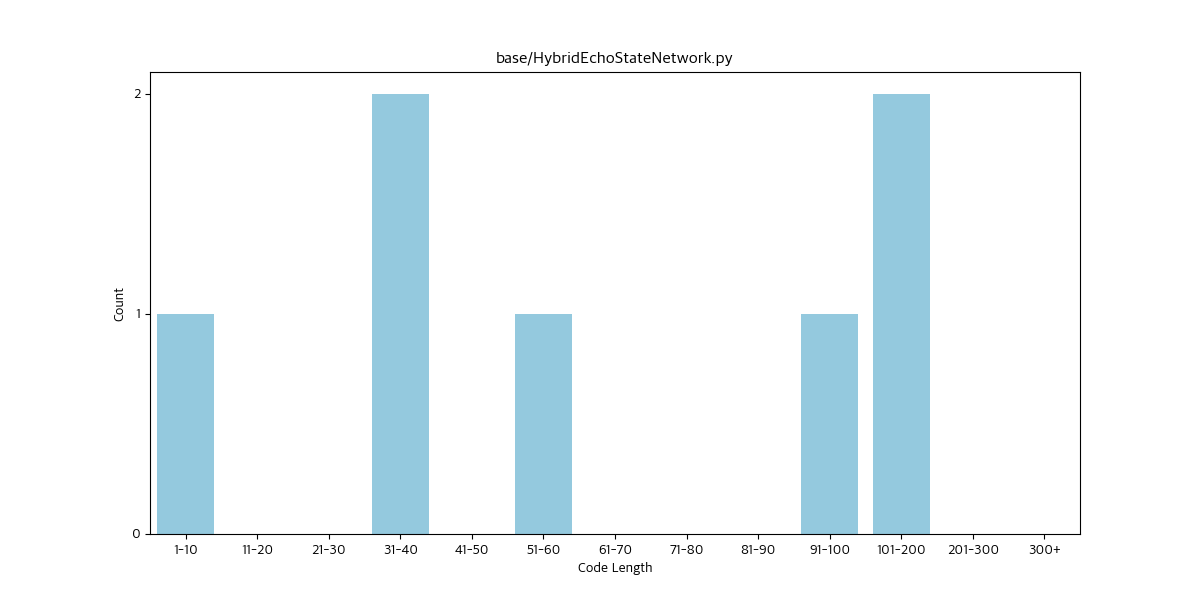 base/HybridEchoStateNetwork.py
Count
2
1
0
1-10 11-20 21-30 31-40 41-50 51-60 61-70 71-80 81-90 91-100 101-200 201-300 300+
Code Length